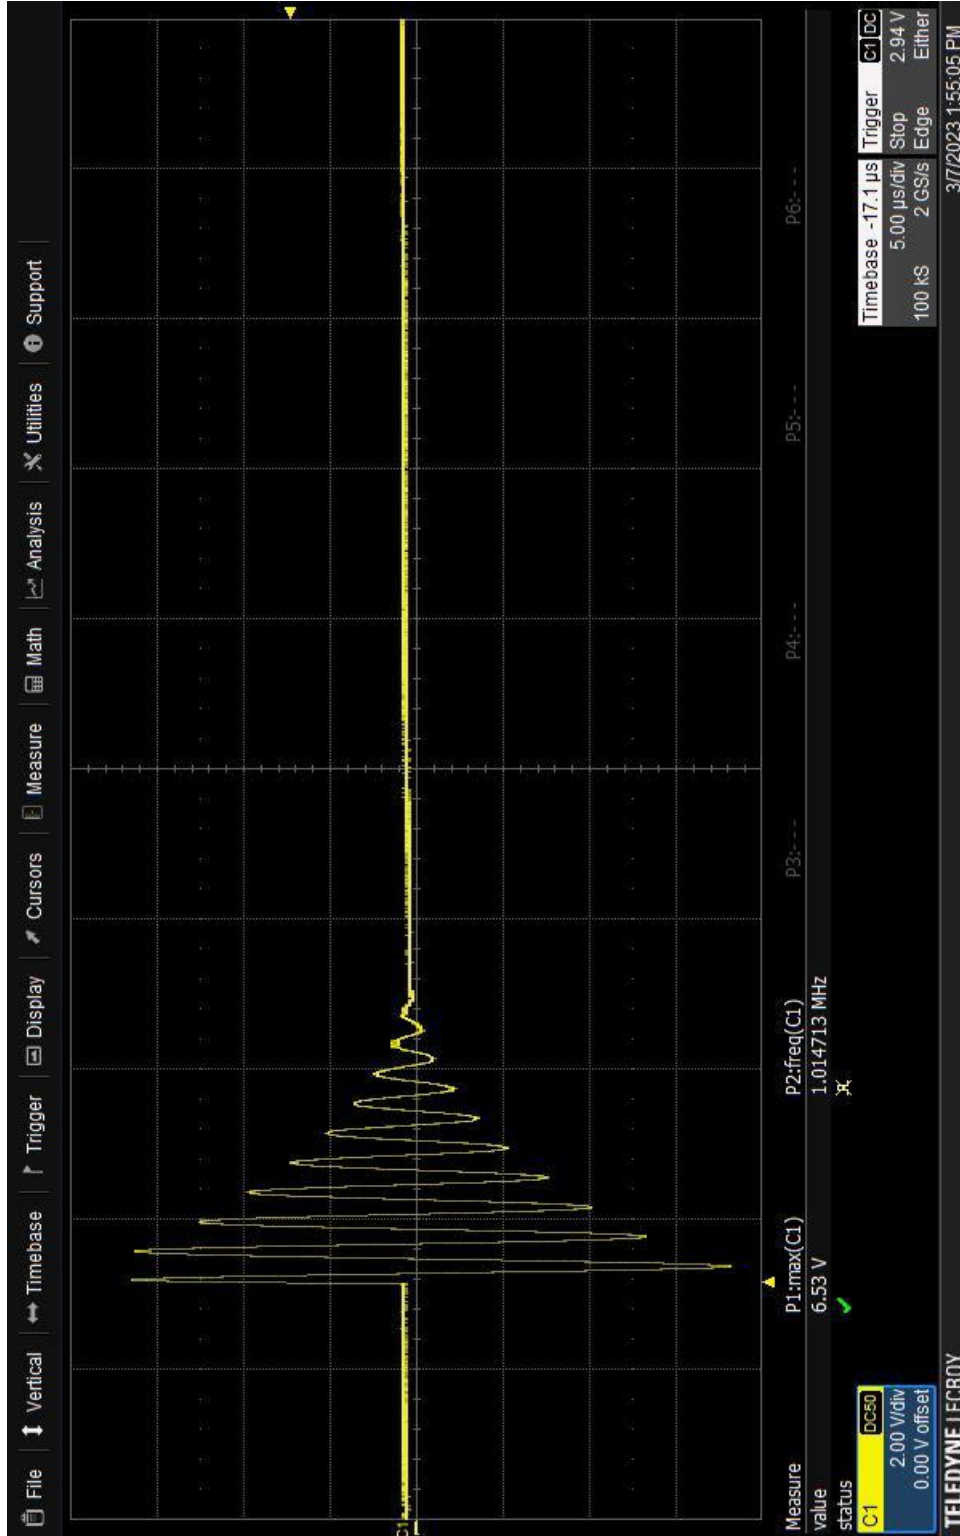 File Vertical Timebase Trigger Display Cursors Measure Math Analysis Utilities Support
C1
Measure P1:max(C1) P2:freq(C1) P3:--- P4:--- P5:--- P6:---
value 6.53 V 1.014713 MHz
status
C1 DC50
2.00 V/div
0.00 V offset
Timebase -17.1 µs
5.00 µs/div
100 kS 2 GS/s
Trigger C1 DC
Stop 2.94 V
Edge Either
TELEDYNE LECROY
3/7/2023 1:55:05 PM